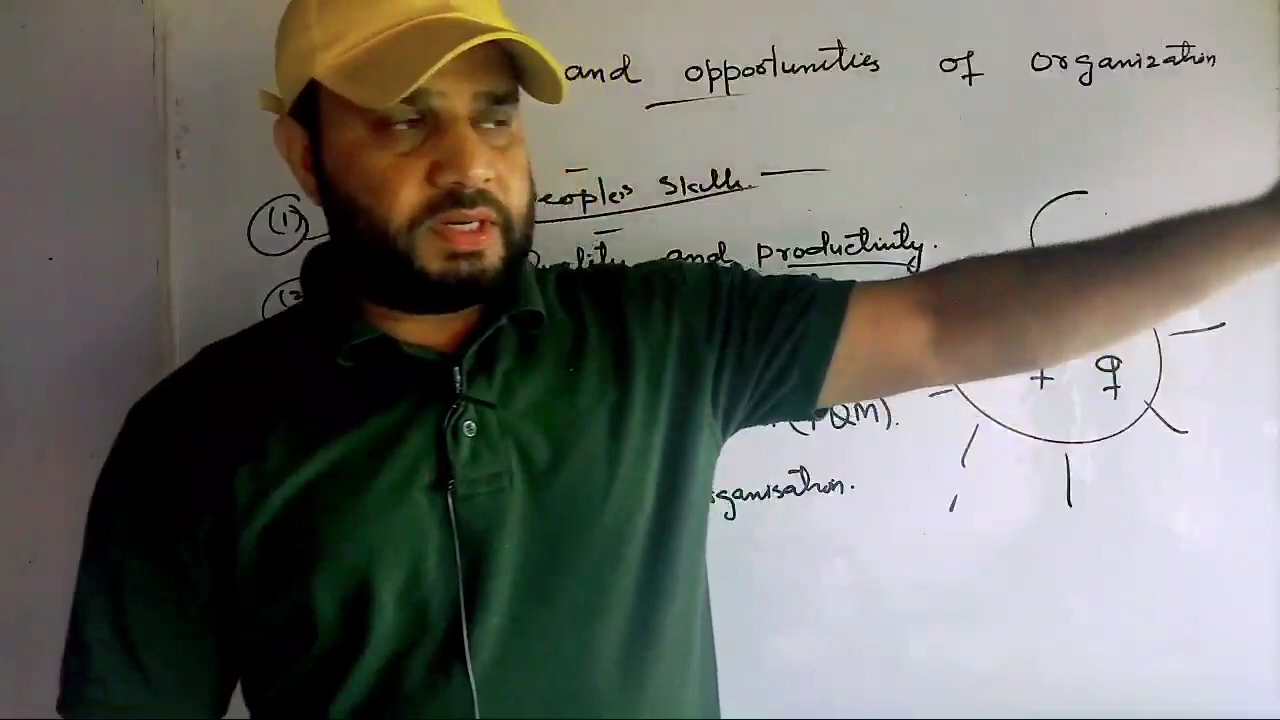 and opportunities of organization
(1) eoples Skills.
(2) uality and productivity.
(TQM).
ganisation.